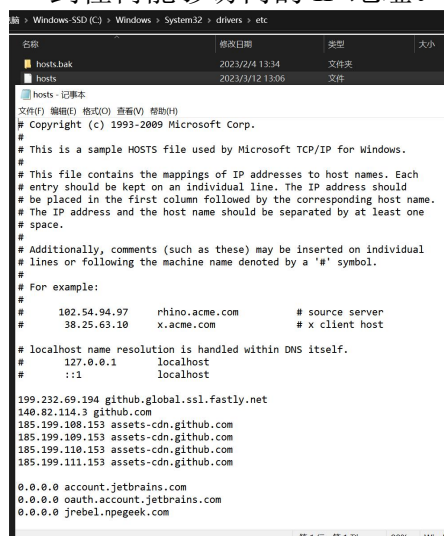 脑 › Windows-SSD (C:) › Windows › System32 › drivers › etc
名称 修改日期 类型 大小
hosts.bak 2023/2/4 13:34 文件夹
hosts 2023/3/12 13:06 文件
hosts - 记事本
文件(F) 编辑(E) 格式(O) 查看(V) 帮助(H)
# Copyright (c) 1993-2009 Microsoft Corp.
#
# This is a sample HOSTS file used by Microsoft TCP/IP for Windows.
#
# This file contains the mappings of IP addresses to host names. Each
# entry should be kept on an individual line. The IP address should
# be placed in the first column followed by the corresponding host name.
# The IP address and the host name should be separated by at least one
# space.
#
# Additionally, comments (such as these) may be inserted on individual
# lines or following the machine name denoted by a '#' symbol.
#
# For example:
#
# 102.54.94.97 rhino.acme.com # source server
# 38.25.63.10 x.acme.com # x client host
# localhost name resolution is handled within DNS itself.
# 127.0.0.1 localhost
# ::1 localhost
199.232.69.194 github.global.ssl.fastly.net
140.82.114.3 github.com
185.199.108.153 assets-cdn.github.com
185.199.109.153 assets-cdn.github.com
185.199.110.153 assets-cdn.github.com
185.199.111.153 assets-cdn.github.com
0.0.0.0 account.jetbrains.com
0.0.0.0 oauth.account.jetbrains.com
0.0.0.0 jrebel.npegeek.com